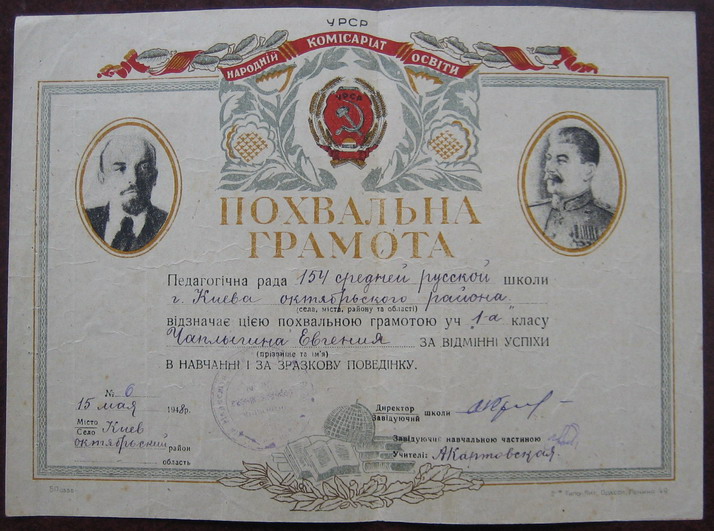 УРСР
НАРОДНІЙ КОМІСАРІАТ ОСВІТИ
УРСР
ПОХВАЛЬНА
ГРАМОТА
Педагогічна рада 154 средней русской школи
г. Киева октябрьского района
(села, міста, району та області)
відзначає цією похвальною грамотою уч 1-а класу
Чаплыгина Евгения ЗА ВІДМІННІ УСПІХИ
(прізвище та ім'я)
В НАВЧАННІ І ЗА ЗРАЗКОВУ ПОВЕДІНКУ.
№ 6
15 мая 1948 р.
Місто
Село Киев
октябрьский район
область
Директор
Завідуючий школи
Завідуючий навчальною частиною
Учитель: АКартовская